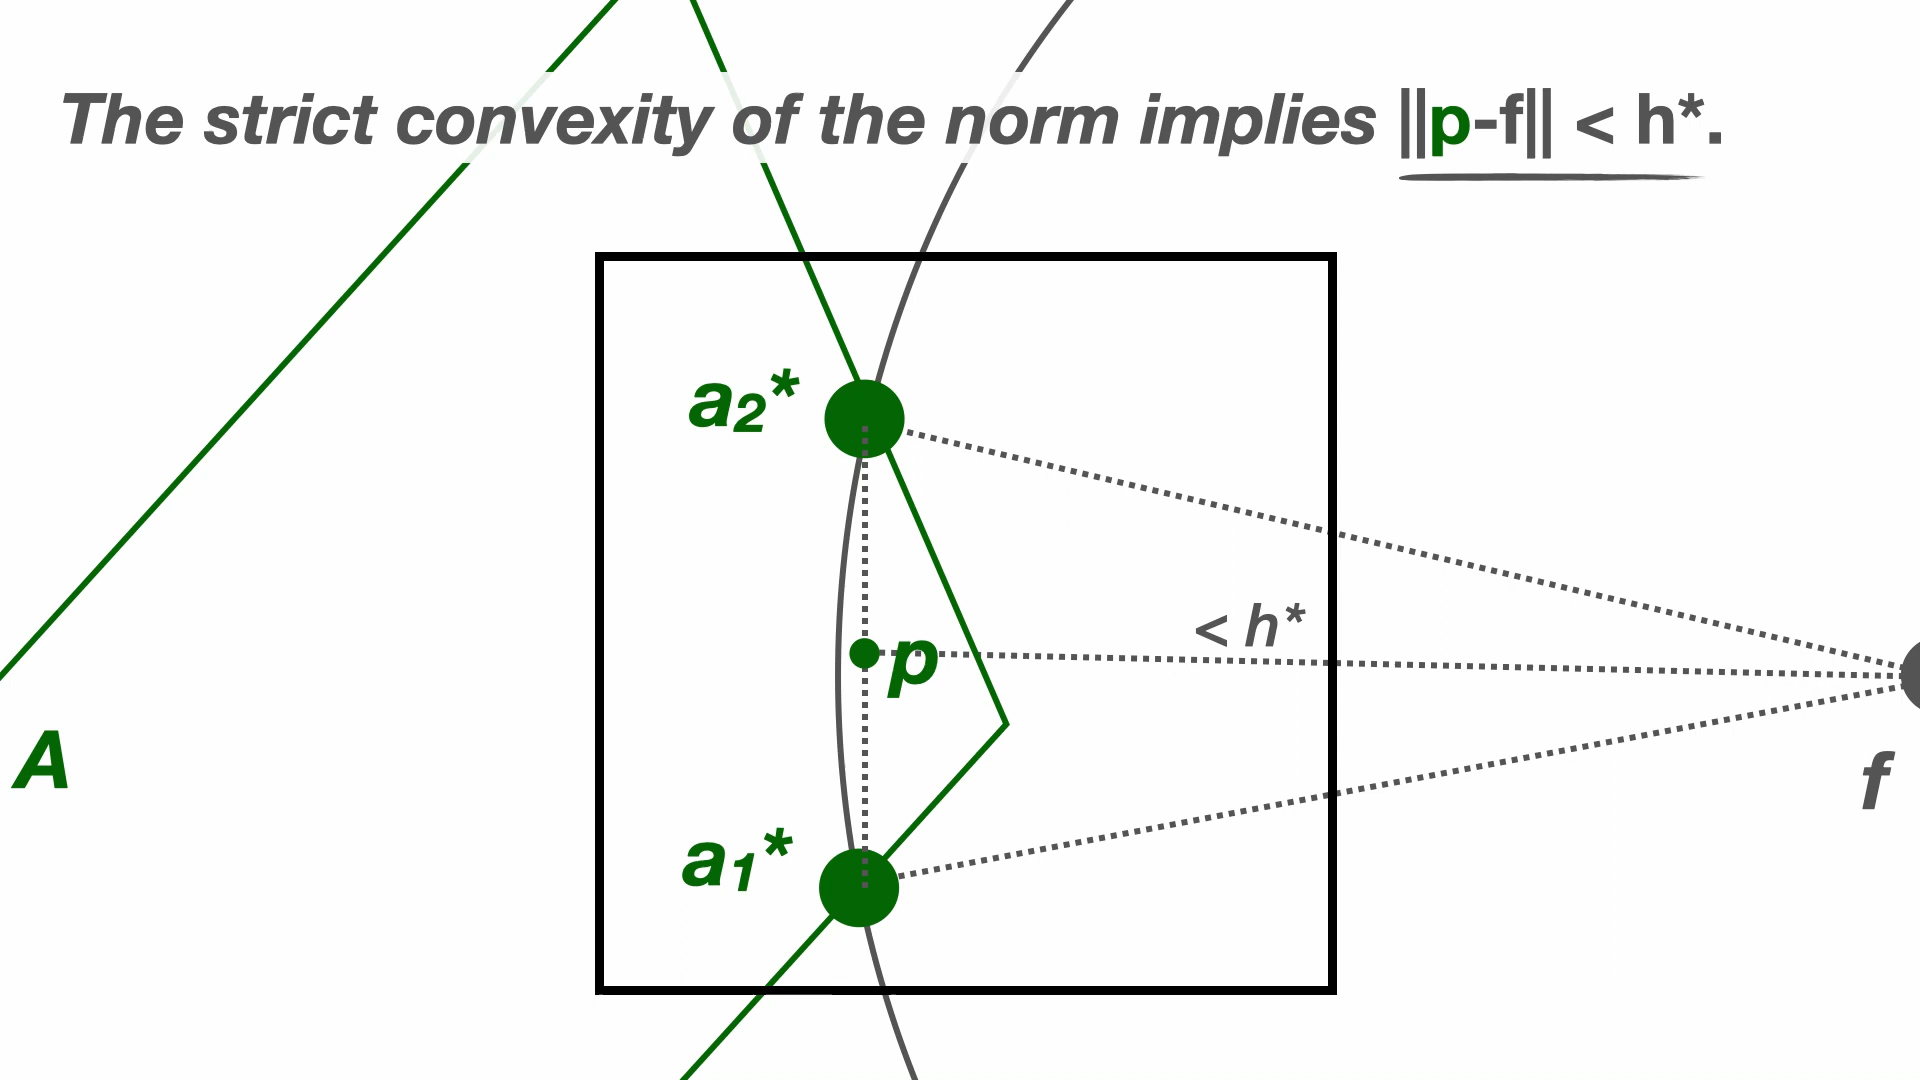 The strict convexity of the norm implies ||p-f|| < h*.
a₂*
< h*
p
A
f
a₁*